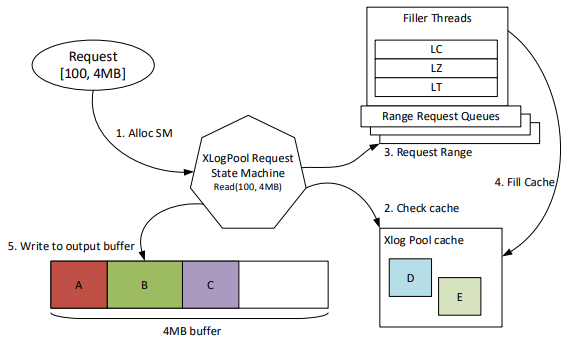 Filler Threads
LC
LZ
LT
Range Request Queues
Request
[100, 4MB]
1. Alloc SM
XLogPool Request
State Machine
Read(100, 4MB)
3. Request Range
4. Fill Cache
2. Check cache
5. Write to output buffer
Xlog Pool cache
D
E
A
B
C
4MB buffer